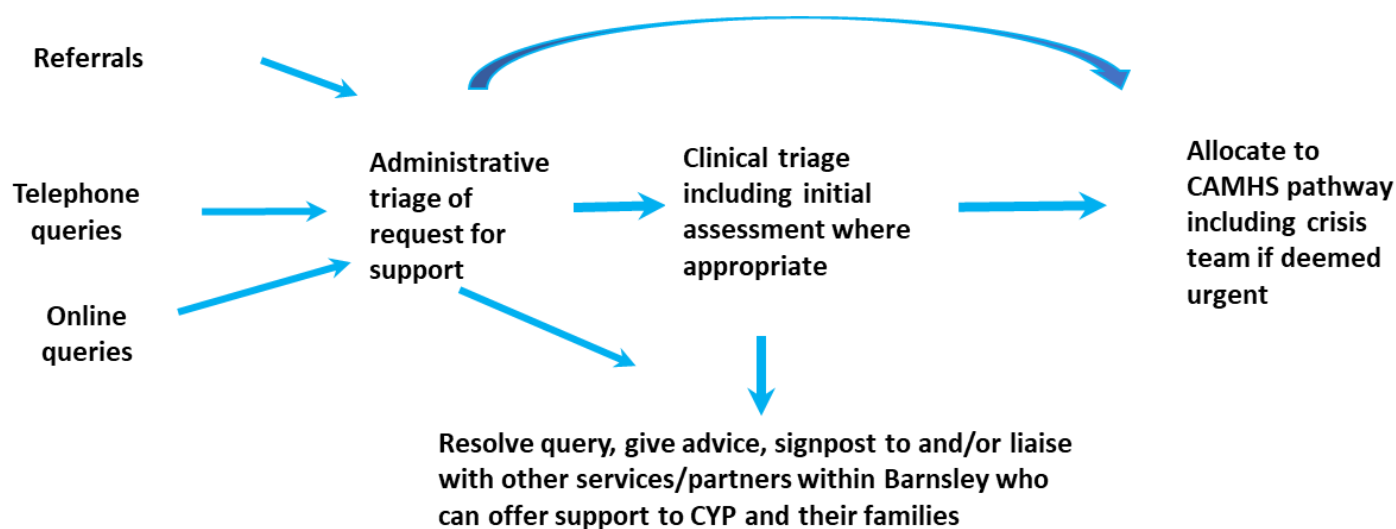 Referrals
Telephone
queries
Online
queries
Administrative
triage of
request for
support
Clinical triage
including initial
assessment where
appropriate
Allocate to
CAMHS pathway
including crisis
team if deemed
urgent
Resolve query, give advice, signpost to and/or liaise
with other services/partners within Barnsley who
can offer support to CYP and their families